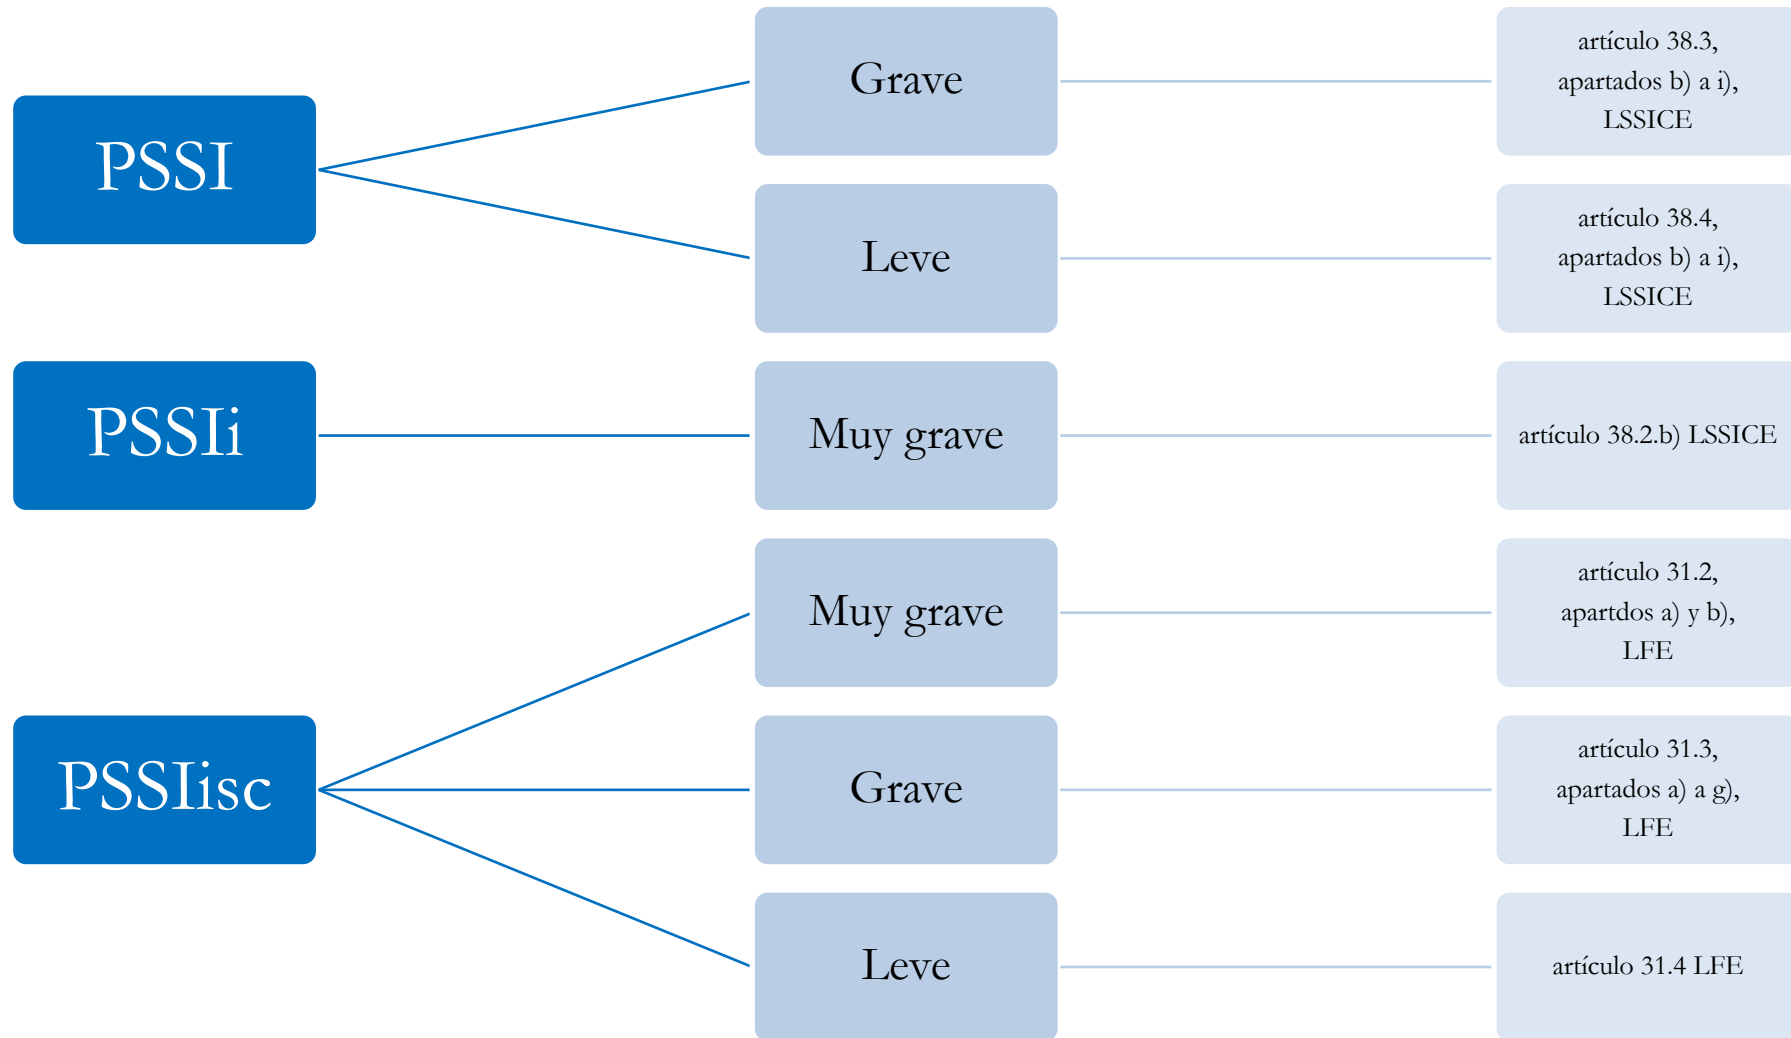 PSSI
Grave
artículo 38.3,
apartados b) a i),
LSSICE
Leve
artículo 38.4,
apartados b) a i),
LSSICE
PSSIi
Muy grave
artículo 38.2.b) LSSICE
PSSIisc
Muy grave
artículo 31.2,
apartdos a) y b),
LFE
Grave
artículo 31.3,
apartados a) a g),
LFE
Leve
artículo 31.4 LFE